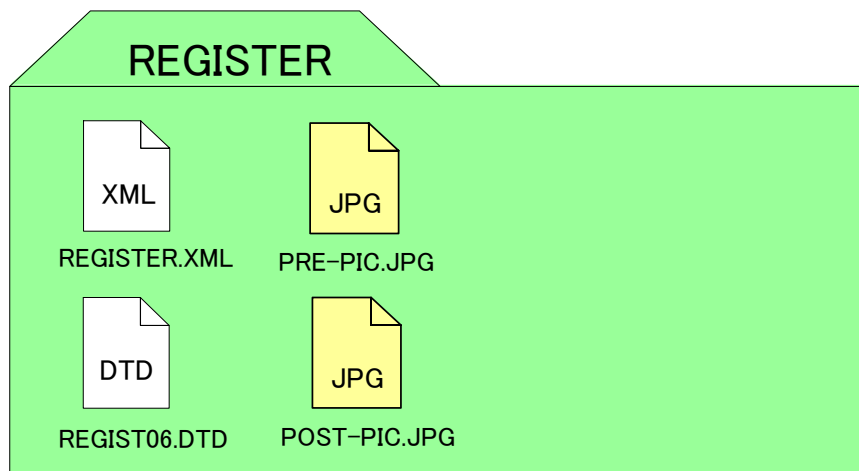 REGISTER
XML
JPG
REGISTER.XML
PRE-PIC.JPG
DTD
JPG
REGIST06.DTD
POST-PIC.JPG